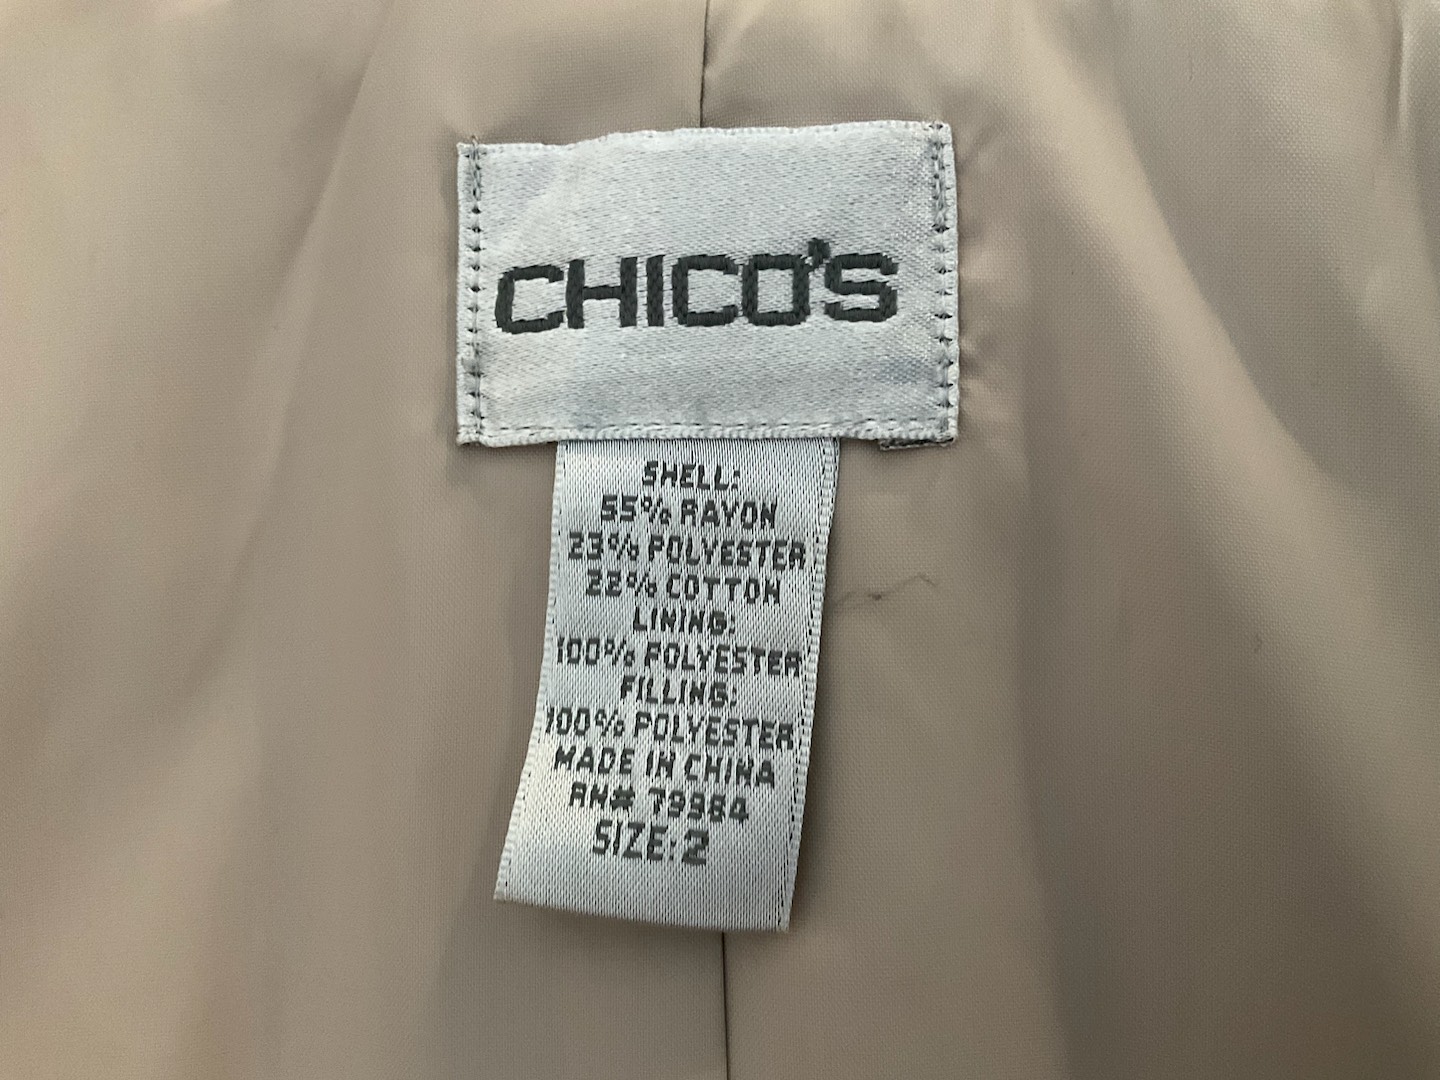 CHICO'S
SHELL:
55% RAYON
23% POLYESTER
22% COTTON
LINING:
100% POLYESTER
FILLING:
100% POLYESTER
MADE IN CHINA
RN# 79984
SIZE: 2